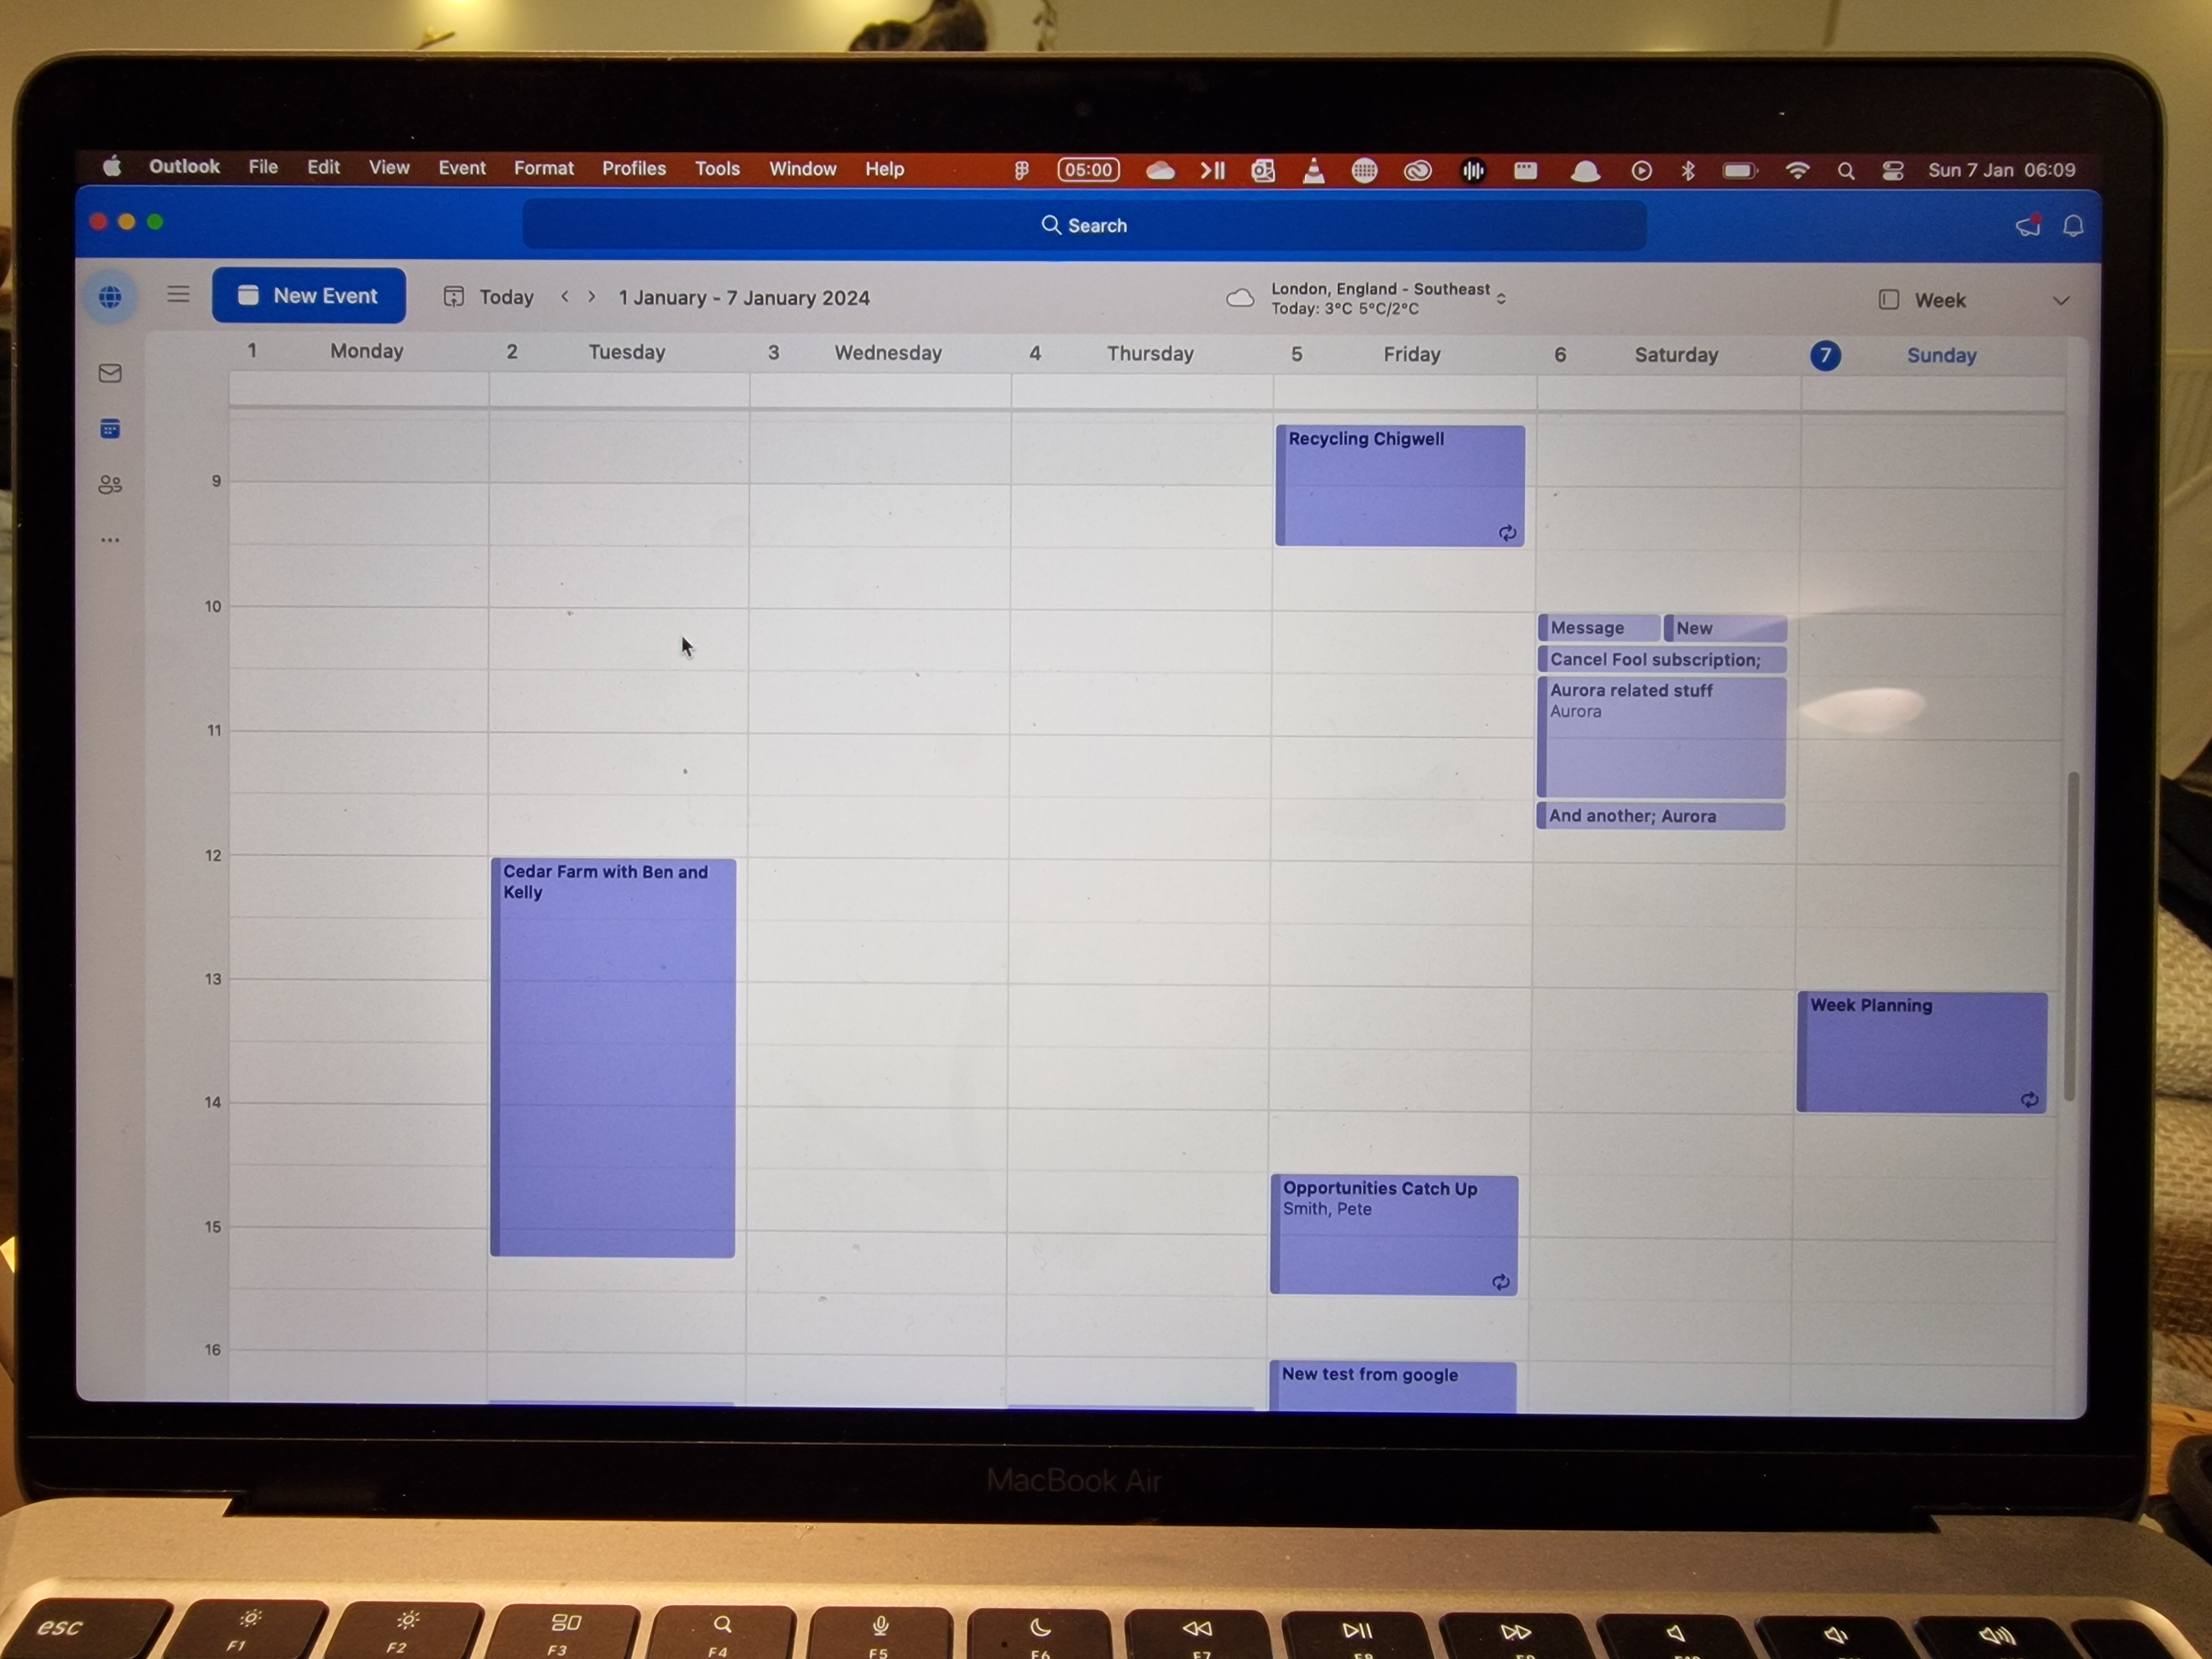 Outlook File Edit View Event Format Profiles Tools Window Help 05:00 Sun 7 Jan 06:09
Search
New Event Today 1 January - 7 January 2024 London, England - Southeast Week
Today: 3°C 5°C/2°C
1 Monday 2 Tuesday 3 Wednesday 4 Thursday 5 Friday 6 Saturday 7 Sunday
Recycling Chigwell
9
10
Message New
Cancel Fool subscription;
Aurora related stuff
Aurora
11
And another; Aurora
12
Cedar Farm with Ben and
Kelly
13
Week Planning
14
Opportunities Catch Up
Smith, Pete
15
16
New test from google
MacBook Air
esc F1 F2 F3 F4 F5 F6 F7